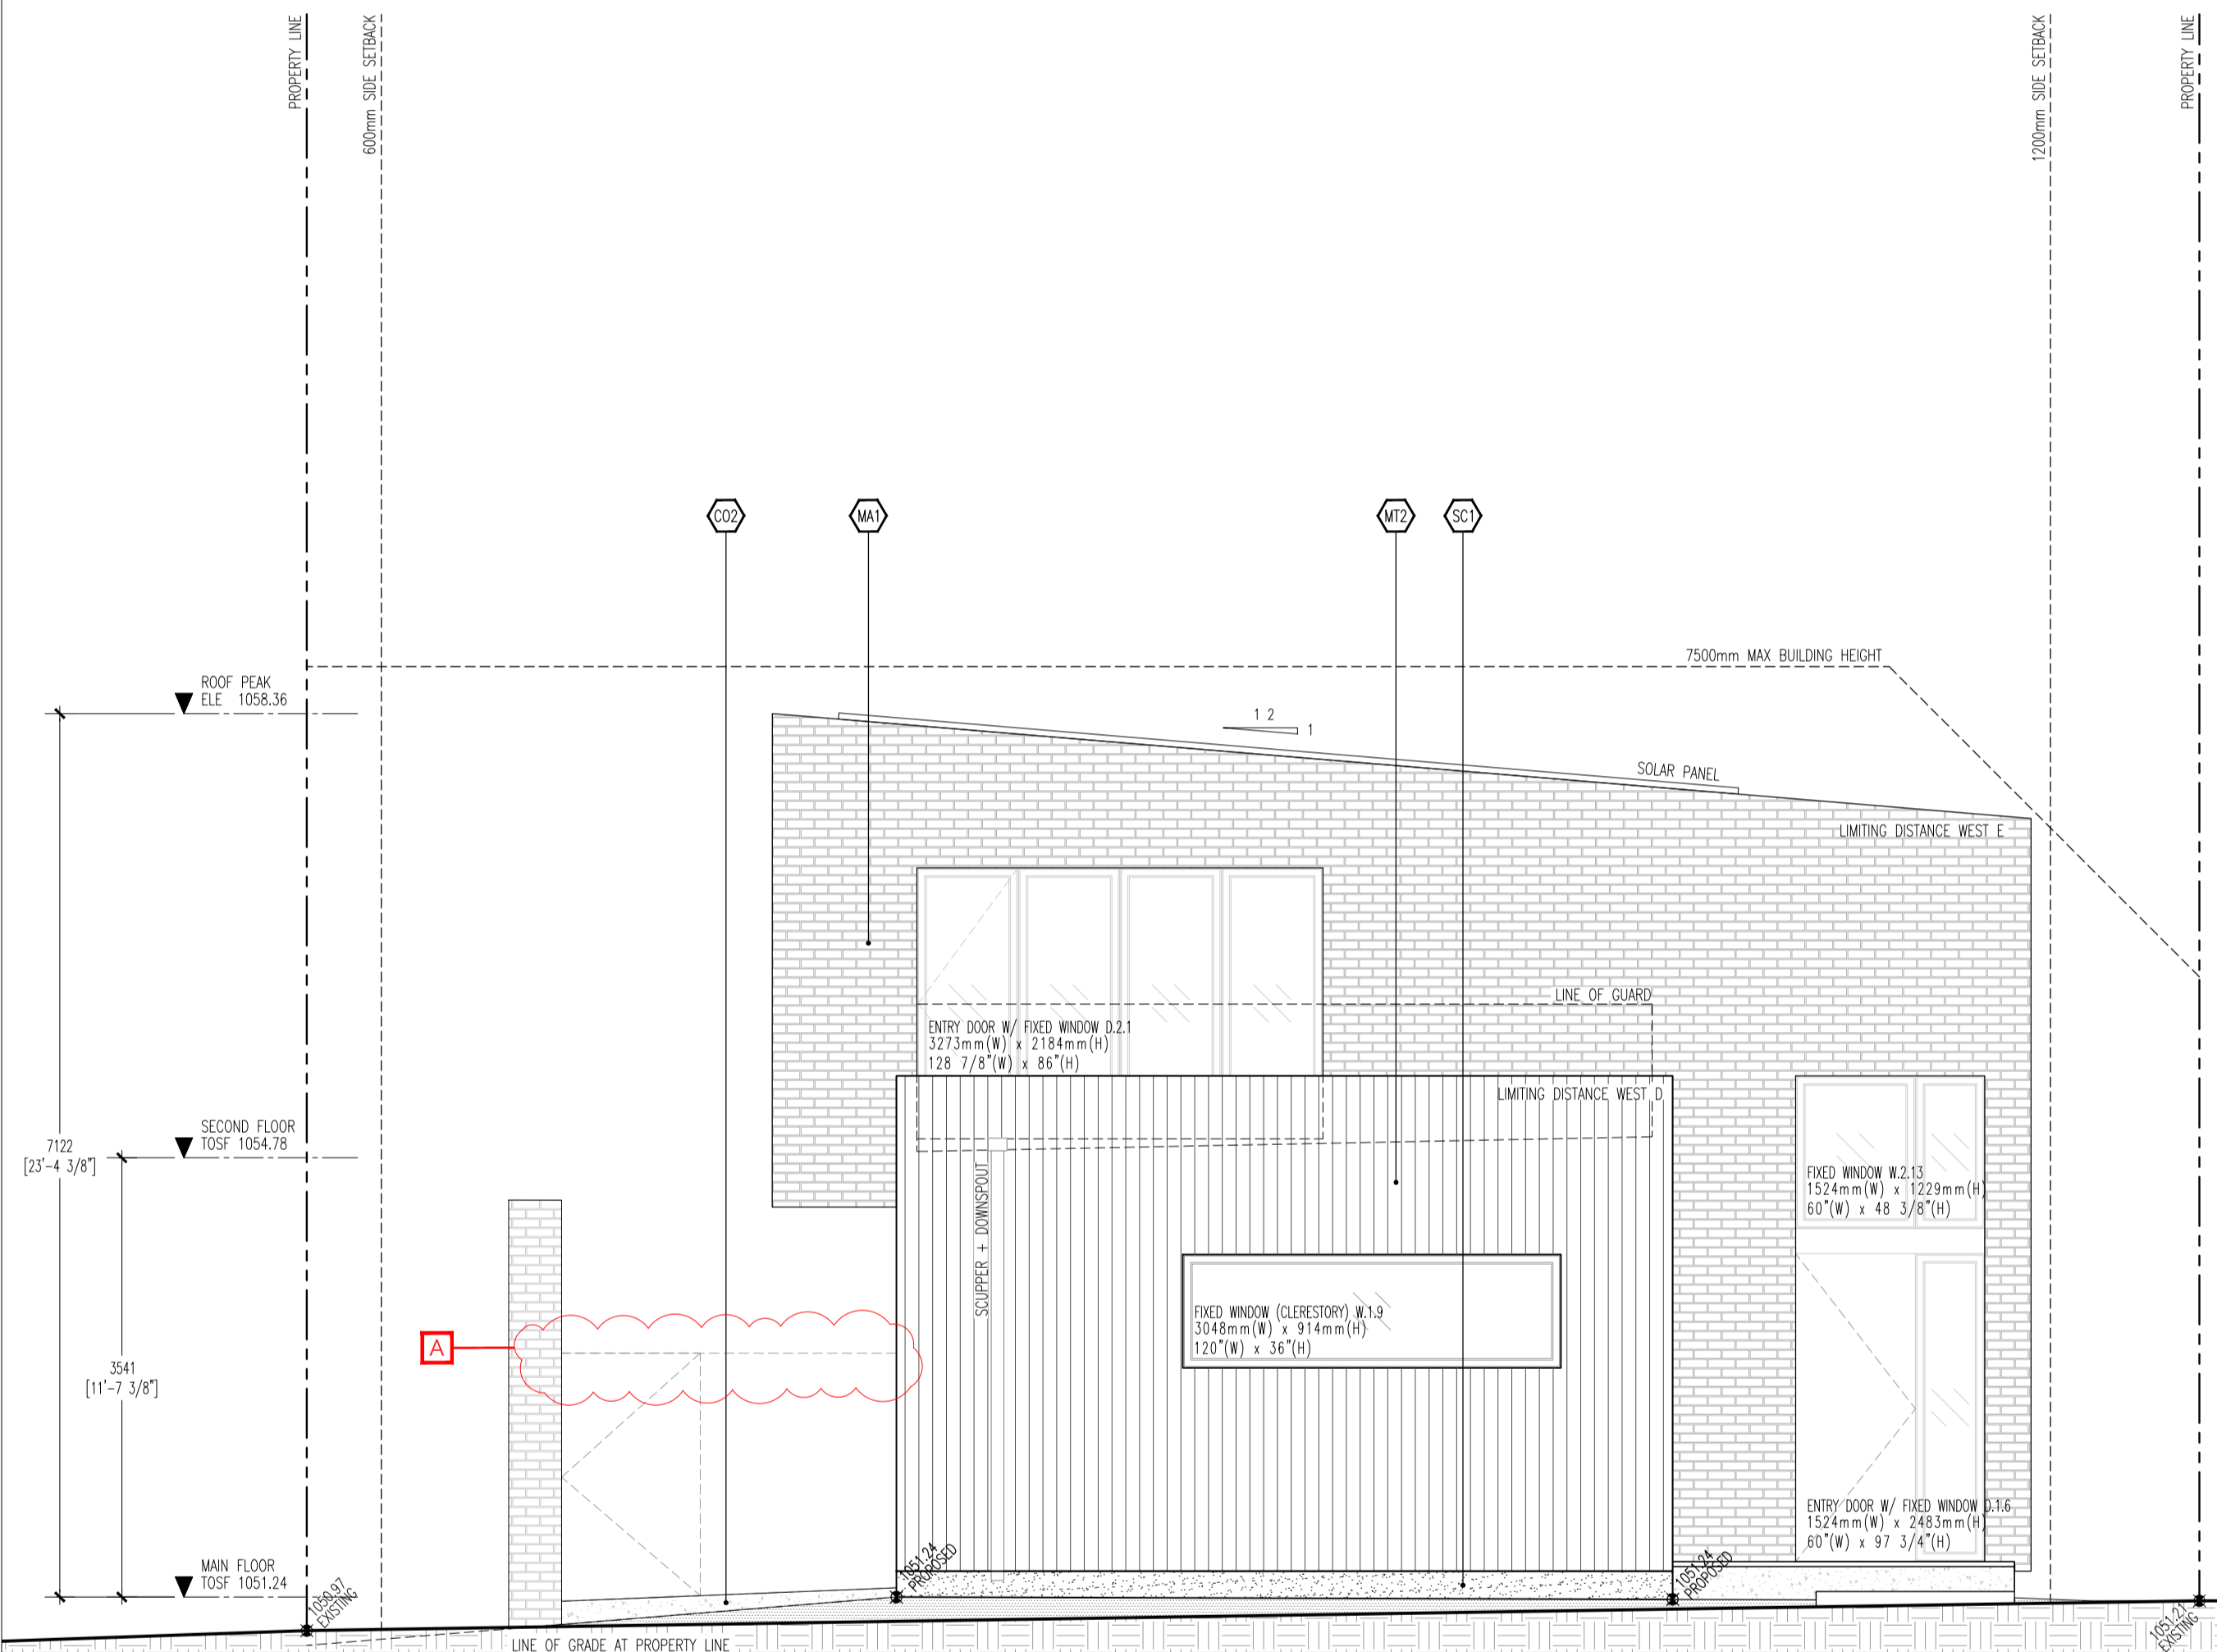 PROPERTY LINE
600mm SIDE SETBACK
1200mm SIDE SETBACK
PROPERTY LINE
CO2
MA1
MT2
SC1
7500mm MAX BUILDING HEIGHT
ROOF PEAK
ELE 1058.36
1 2
1
SOLAR PANEL
LIMITING DISTANCE WEST E
LINE OF GUARD
ENTRY DOOR W/ FIXED WINDOW D.2.1
3273mm(W) x 2184mm(H)
128 7/8"(W) x 86"(H)
LIMITING DISTANCE WEST D
SECOND FLOOR
TOSF 1054.78
7122
[23'-4 3/8"]
SCUPPER + DOWNSPOUT
FIXED WINDOW W.2.13
1524mm(W) x 1229mm(H)
60"(W) x 48 3/8"(H)
A
FIXED WINDOW (CLERESTORY) W.1.9
3048mm(W) x 914mm(H)
120"(W) x 36"(H)
3541
[11'-7 3/8"]
ENTRY DOOR W/ FIXED WINDOW D.1.6
1524mm(W) x 2483mm(H)
60"(W) x 97 3/4"(H)
MAIN FLOOR
TOSF 1051.24
1050.97
EXISTING
1051.24
PROPOSED
1051.24
PROPOSED
1051.21
EXISTING
LINE OF GRADE AT PROPERTY LINE